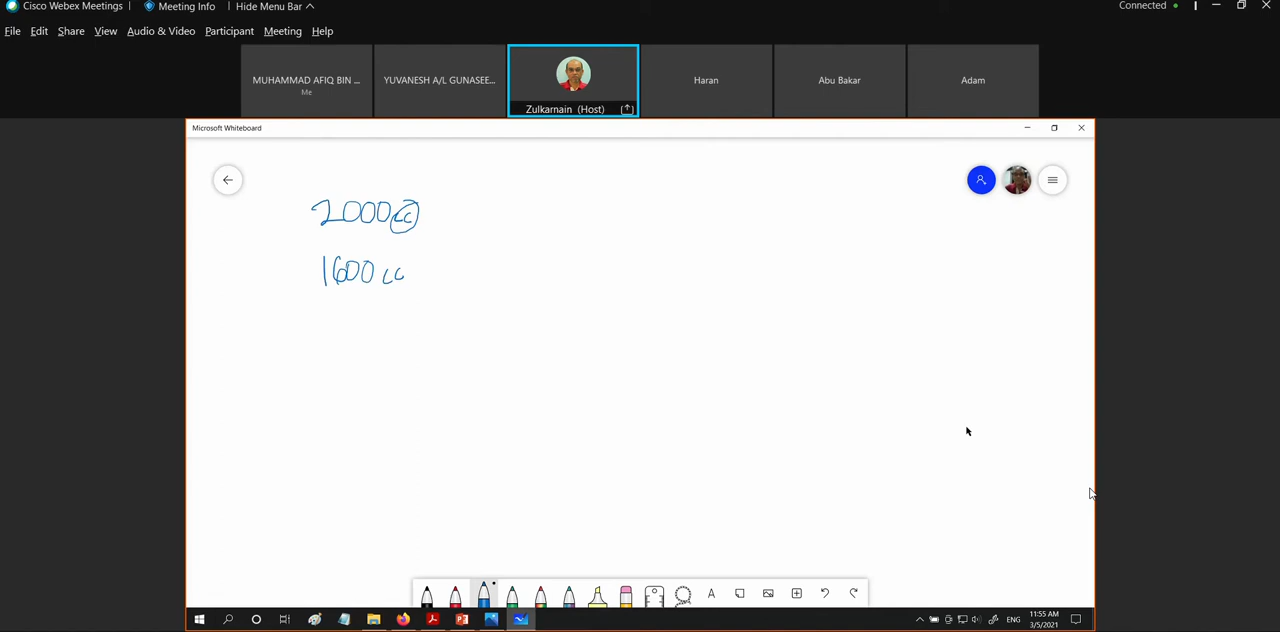 Cisco Webex Meetings | Meeting Info | Hide Menu Bar Connected
File Edit Share View Audio & Video Participant Meeting Help
MUHAMMAD AFIQ BIN ... YUVANESH A/L GUNASEE... Haran Abu Bakar Adam
Me
Zulkarnain (Host)
Microsoft Whiteboard
2000cc
1600cc
A
11:55 AM
ENG
3/5/2021